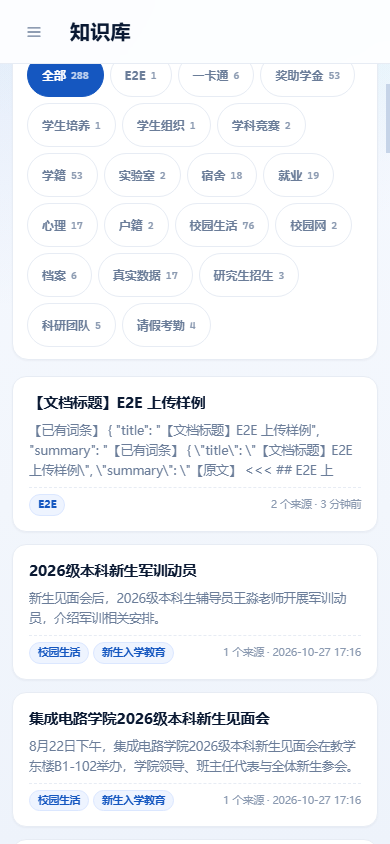 知识库
全部 288 E2E 1 一卡通 6 奖助学金 53
学生培养 1 学生组织 1 学科竞赛 2
学籍 53 实验室 2 宿舍 18 就业 19
心理 17 户籍 2 校园生活 76 校园网 2
档案 6 真实数据 17 研究生招生 3
科研团队 5 请假考勤 4
【文档标题】E2E 上传样例
【已有词条】 { "title": "【文档标题】E2E 上传样例",
"summary": "【已有词条】 { \"title\": \"【文档标题】E2E
上传样例\", \"summary\": \"【原文】 <<< ## E2E 上
E2E 2 个来源 · 3 分钟前
2026级本科新生军训动员
新生见面会后，2026级本科生辅导员王淼老师开展军训动
员，介绍军训相关安排。
校园生活 新生入学教育 1 个来源 · 2026-10-27 17:16
集成电路学院2026级本科新生见面会
8月22日下午，集成电路学院2026级本科新生见面会在教学
东楼B1-102举办，学院领导、班主任代表与全体新生参会。
校园生活 新生入学教育 1 个来源 · 2026-10-27 17:16